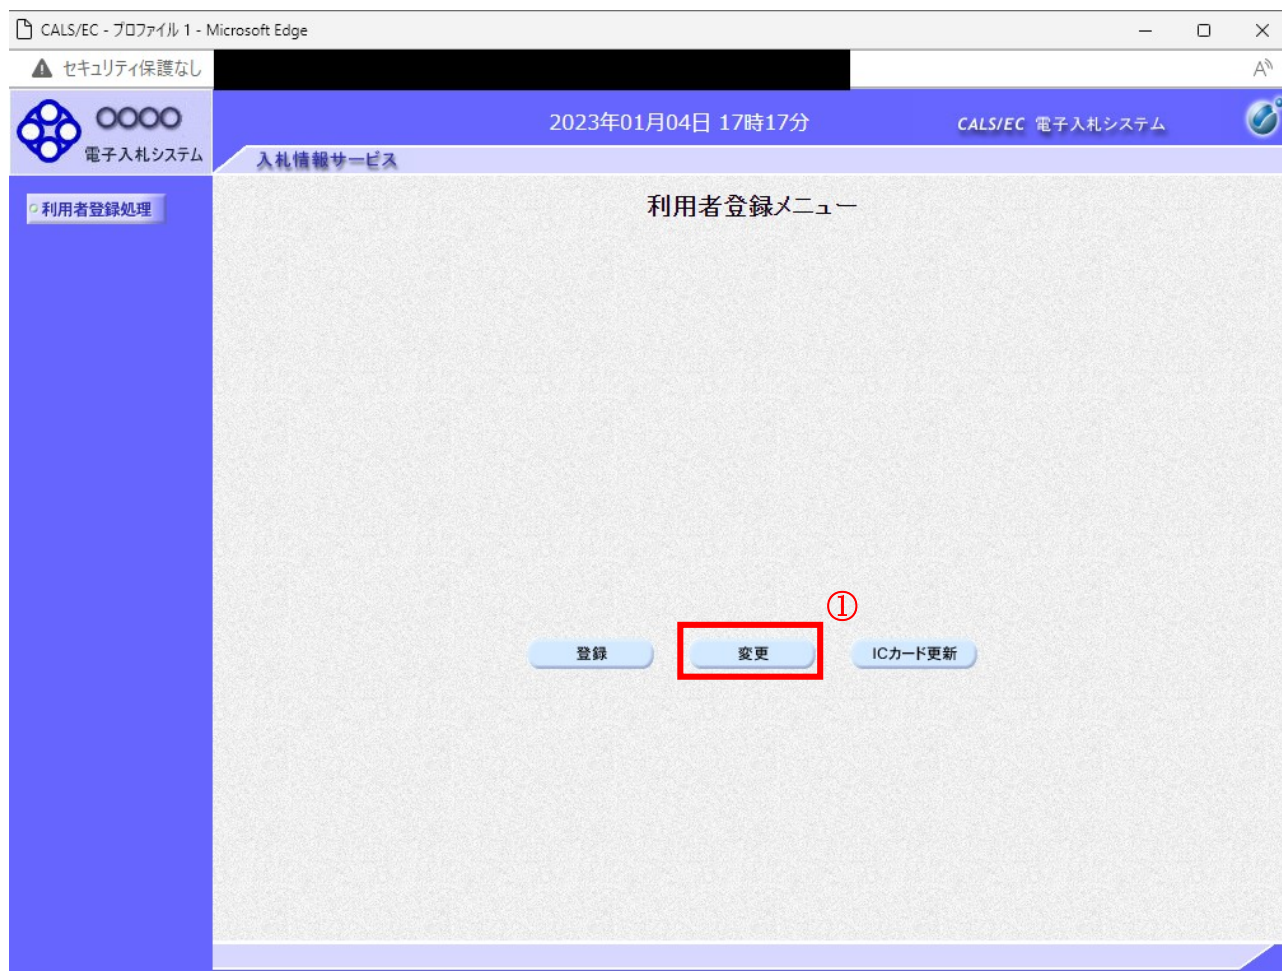 CALS/EC - プロファイル 1 - Microsoft Edge
セキュリティ保護なし
〇〇〇〇
電子入札システム
2023年01月04日 17時17分
CALS/EC 電子入札システム
入札情報サービス
利用者登録処理
利用者登録メニュー
①
登録
変更
ICカード更新